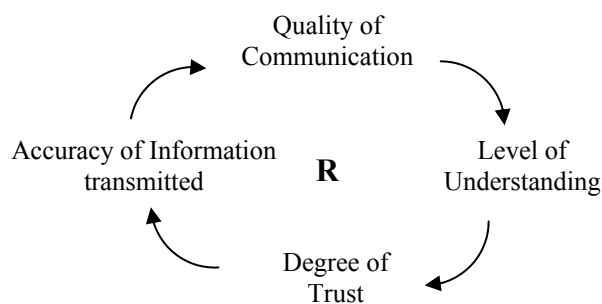 Quality of
Communication
Accuracy of Information
transmitted
R
Level of
Understanding
Degree of
Trust